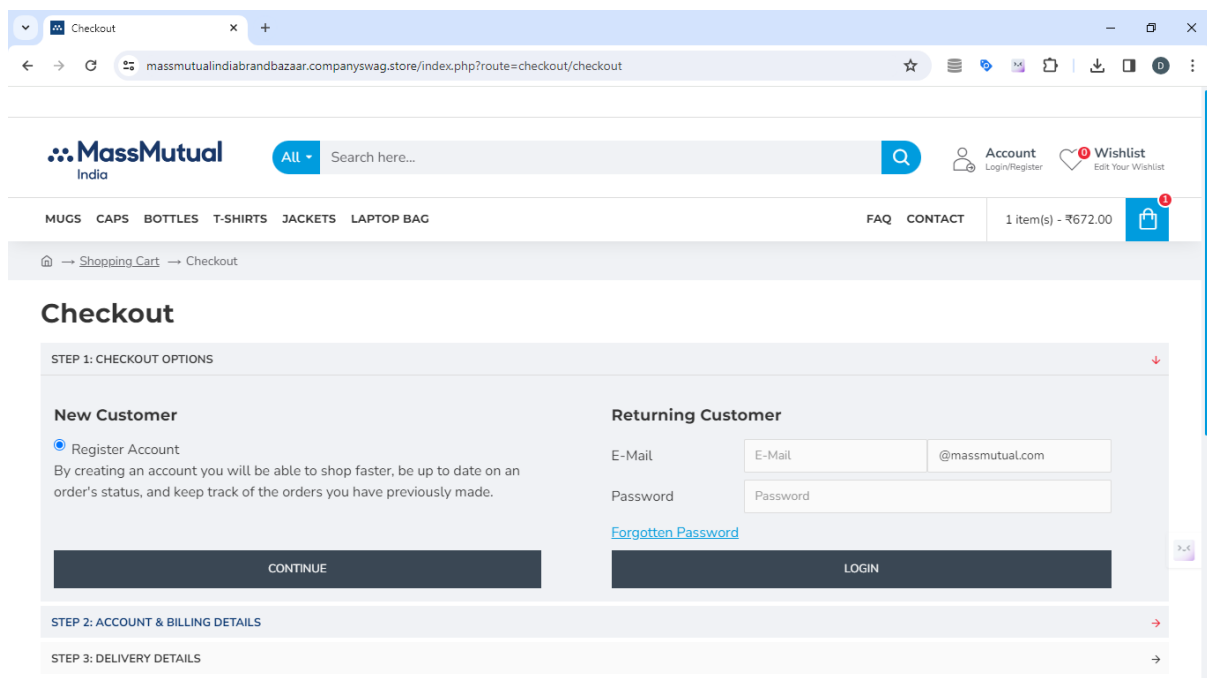 Checkout
massmutualindiabrandbazaar.companyswag.store/index.php?route=checkout/checkout
D
MassMutual
India
All
Search here...
Account
Login/Register
0
Wishlist
Edit Your Wishlist
MUGS CAPS BOTTLES T-SHIRTS JACKETS LAPTOP BAG
FAQ CONTACT
1 item(s) - ₹672.00
1
→ Shopping Cart → Checkout
Checkout
STEP 1: CHECKOUT OPTIONS
New Customer
Register Account
By creating an account you will be able to shop faster, be up to date on an
order's status, and keep track of the orders you have previously made.
CONTINUE
Returning Customer
E-Mail
E-Mail
@massmutual.com
Password
Password
Forgotten Password
LOGIN
STEP 2: ACCOUNT & BILLING DETAILS
STEP 3: DELIVERY DETAILS